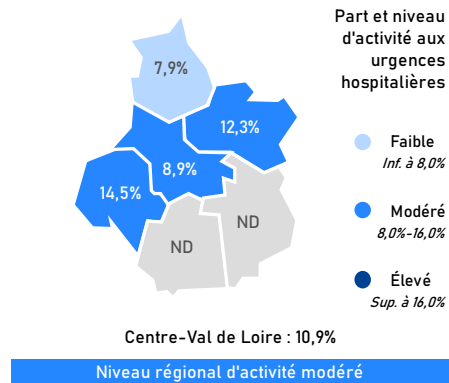 Part et niveau
d'activité aux
urgences
hospitalières
7,9%
12,3%
8,9%
14,5%
ND
ND
Faible
Inf. à 8,0%
Modéré
8,0%-16,0%
Élevé
Sup. à 16,0%
Centre-Val de Loire : 10,9%
Niveau régional d'activité modéré